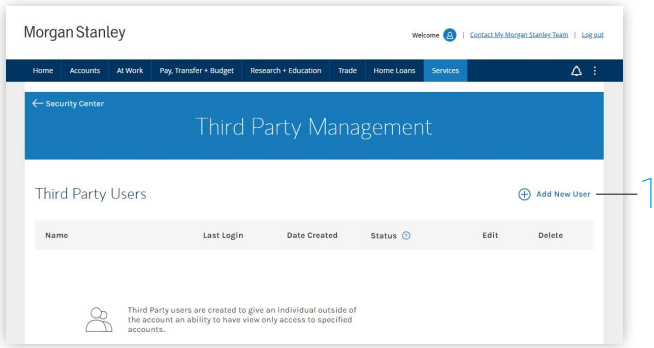 Morgan Stanley
Welcome | Contact My Morgan Stanley Team | Log out
Home Accounts At Work Pay, Transfer + Budget Research + Education Trade Home Loans Services
← Security Center
Third Party Management
Third Party Users
Add New User
1
Name Last Login Date Created Status ? Edit Delete
Third Party users are created to give an individual outside of
the account an ability to have view only access to specified
accounts.